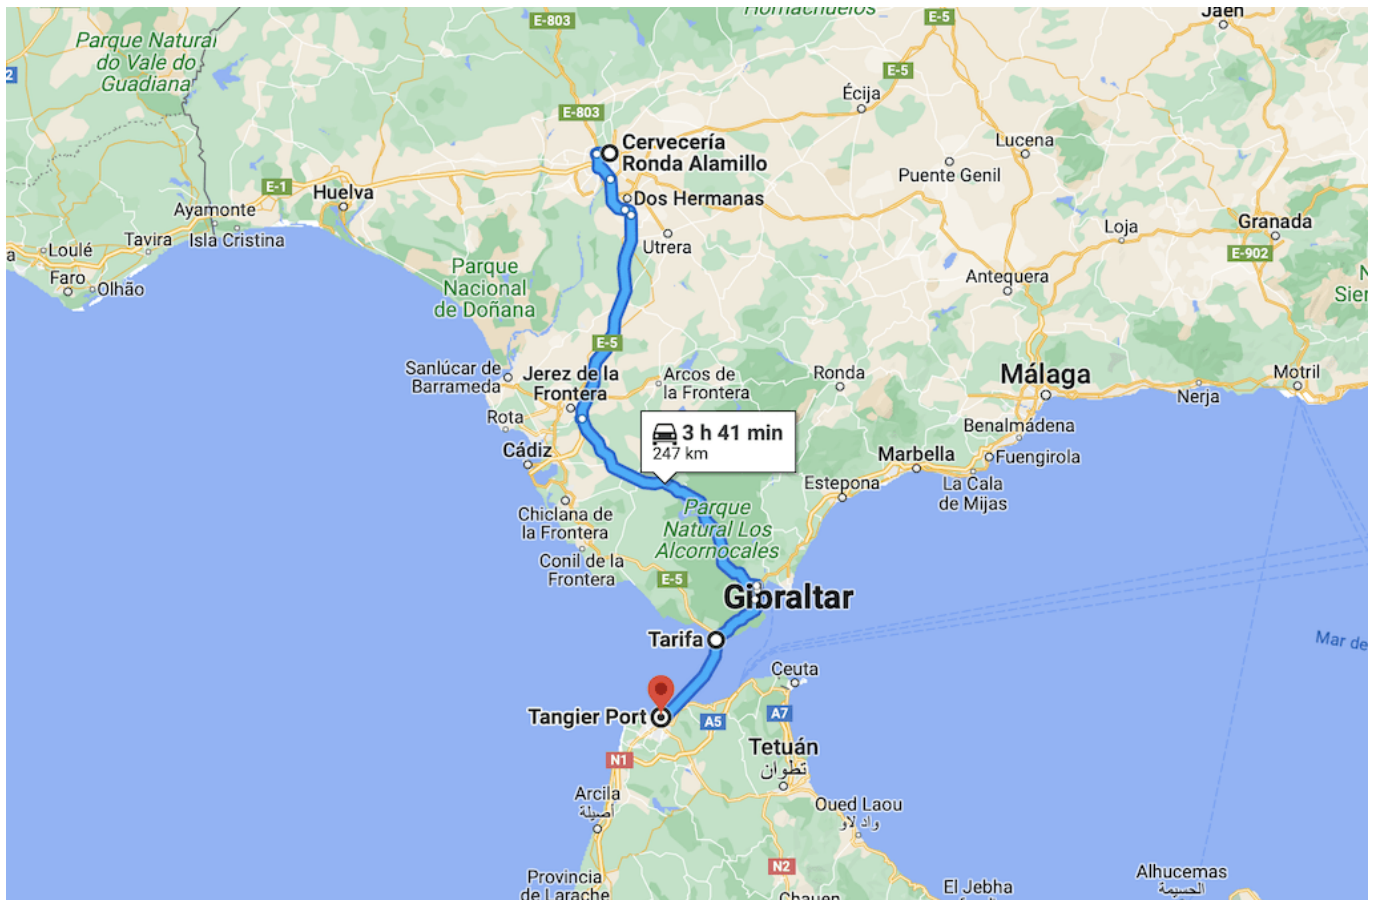 Hornachuelos
Jaén
E-803
E-5
Parque Natural
do Vale do
Guadiana
2
E-5
Écija
E-803
Cervecería
Ronda Alamillo
Lucena
Puente Genil
E-1
Huelva
Dos Hermanas
Ayamonte
Isla Cristina
Tavira
Loulé
a
Faro
Olhão
Utrera
Loja
Granada
E-902
Antequera
Parque
Nacional
de Doñana
N
Sier
E-5
Sanlúcar de
Barrameda
Jerez de la
Frontera
Arcos de
la Frontera
Ronda
Málaga
Motril
Nerja
Rota
Benalmádena
Cádiz
3 h 41 min
247 km
Marbella
Fuengirola
Estepona
La Cala
de Mijas
Chiclana de
la Frontera
Parque
Natural Los
Alcornocales
Conil de la
Frontera
E-5
Gibraltar
Tarifa
Mar de
Ceuta
Tangier Port
A5
A7
Tetuán
تطوان
N1
Arcila
أصيلة
Oued Laou
واد لاو
N2
Provincia
de Larache
Chauen
El Jebha
Alhucemas
الحسيمة